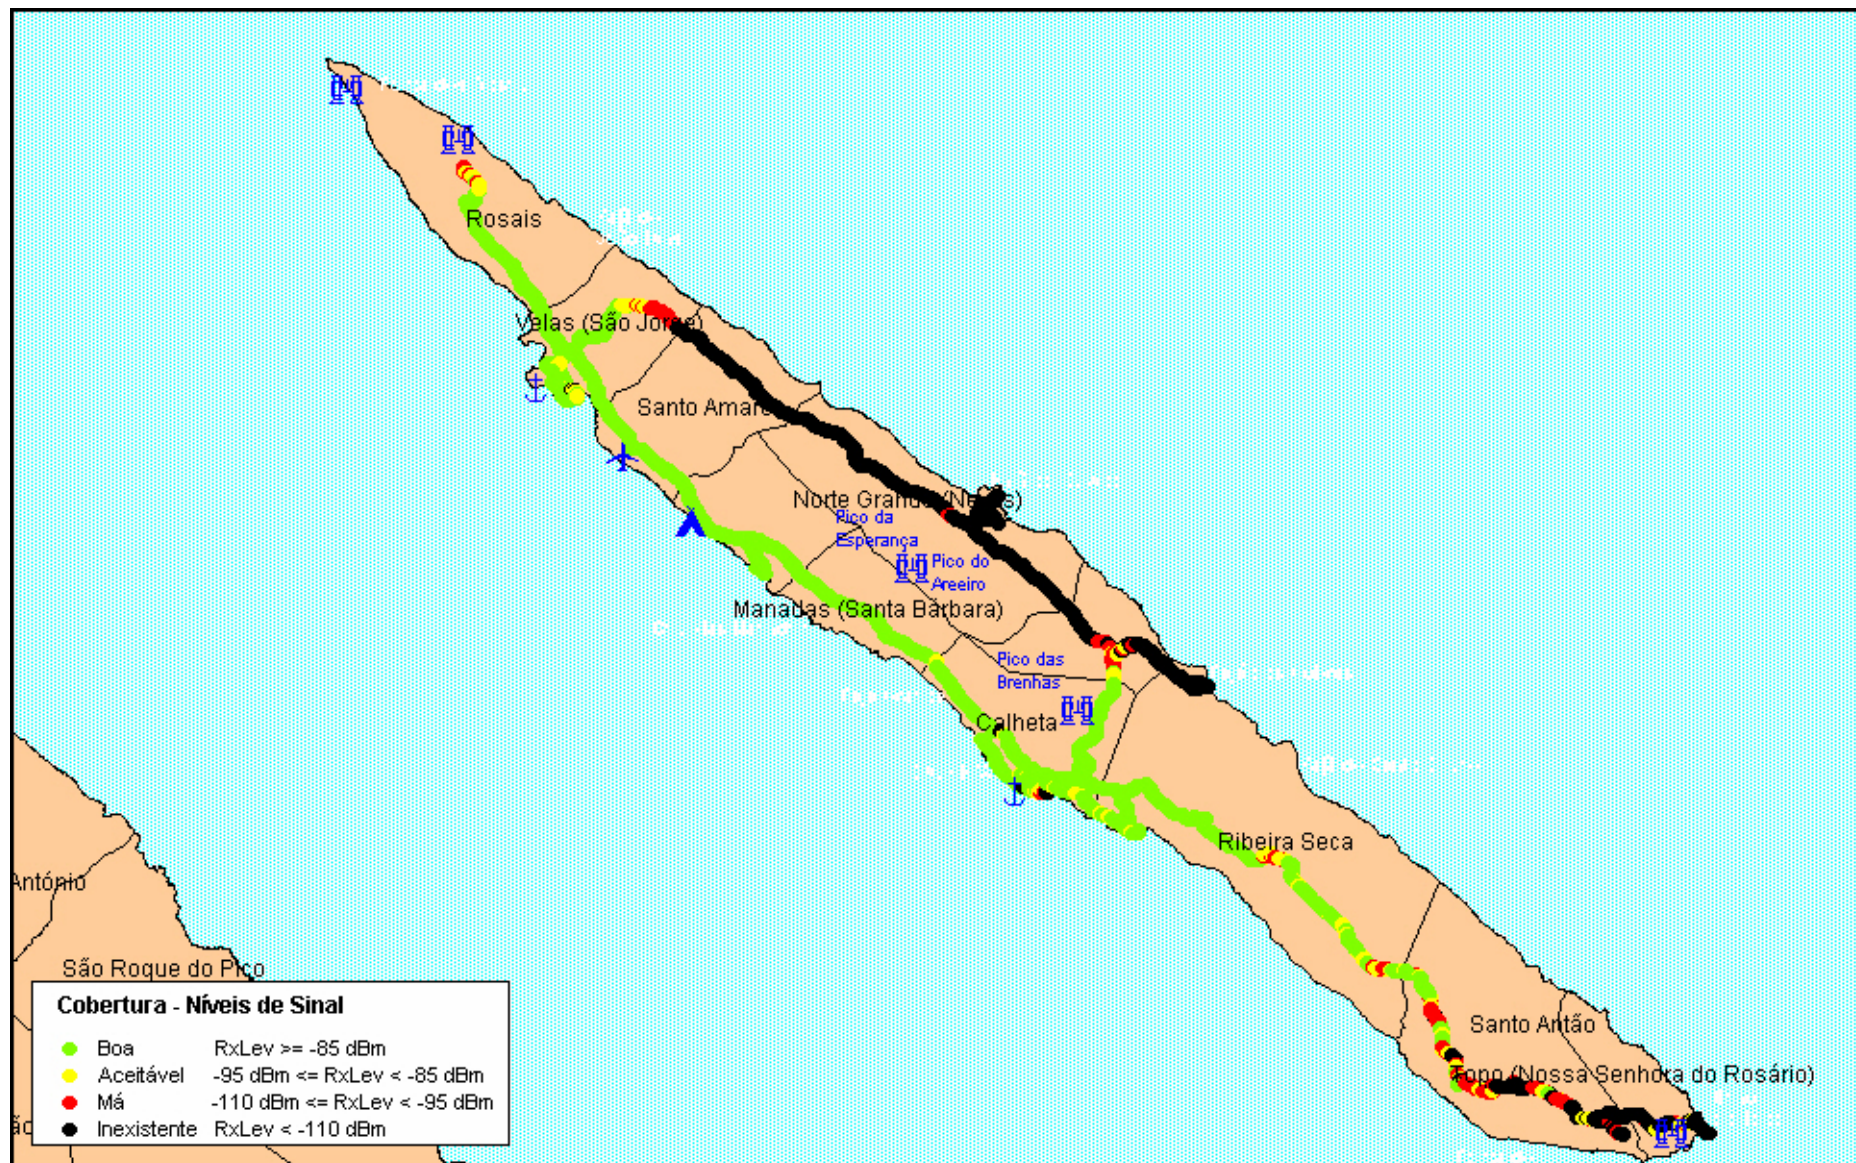 Rosais
Velas (São Jorge)
Santo Amaro
Norte Grande (Neves)
Pico da
Esperança
Pico do
Areeiro
Manadas (Santa Bárbara)
Pico das
Brenhas
Calheta
Ribeira Seca
António
São Roque do Pico
Santo Antão
Topo (Nossa Senhora do Rosário)
Cobertura - Níveis de Sinal
Boa RxLev >= -85 dBm
Aceitável -95 dBm <= RxLev < -85 dBm
Má -110 dBm <= RxLev < -95 dBm
Inexistente RxLev < -110 dBm